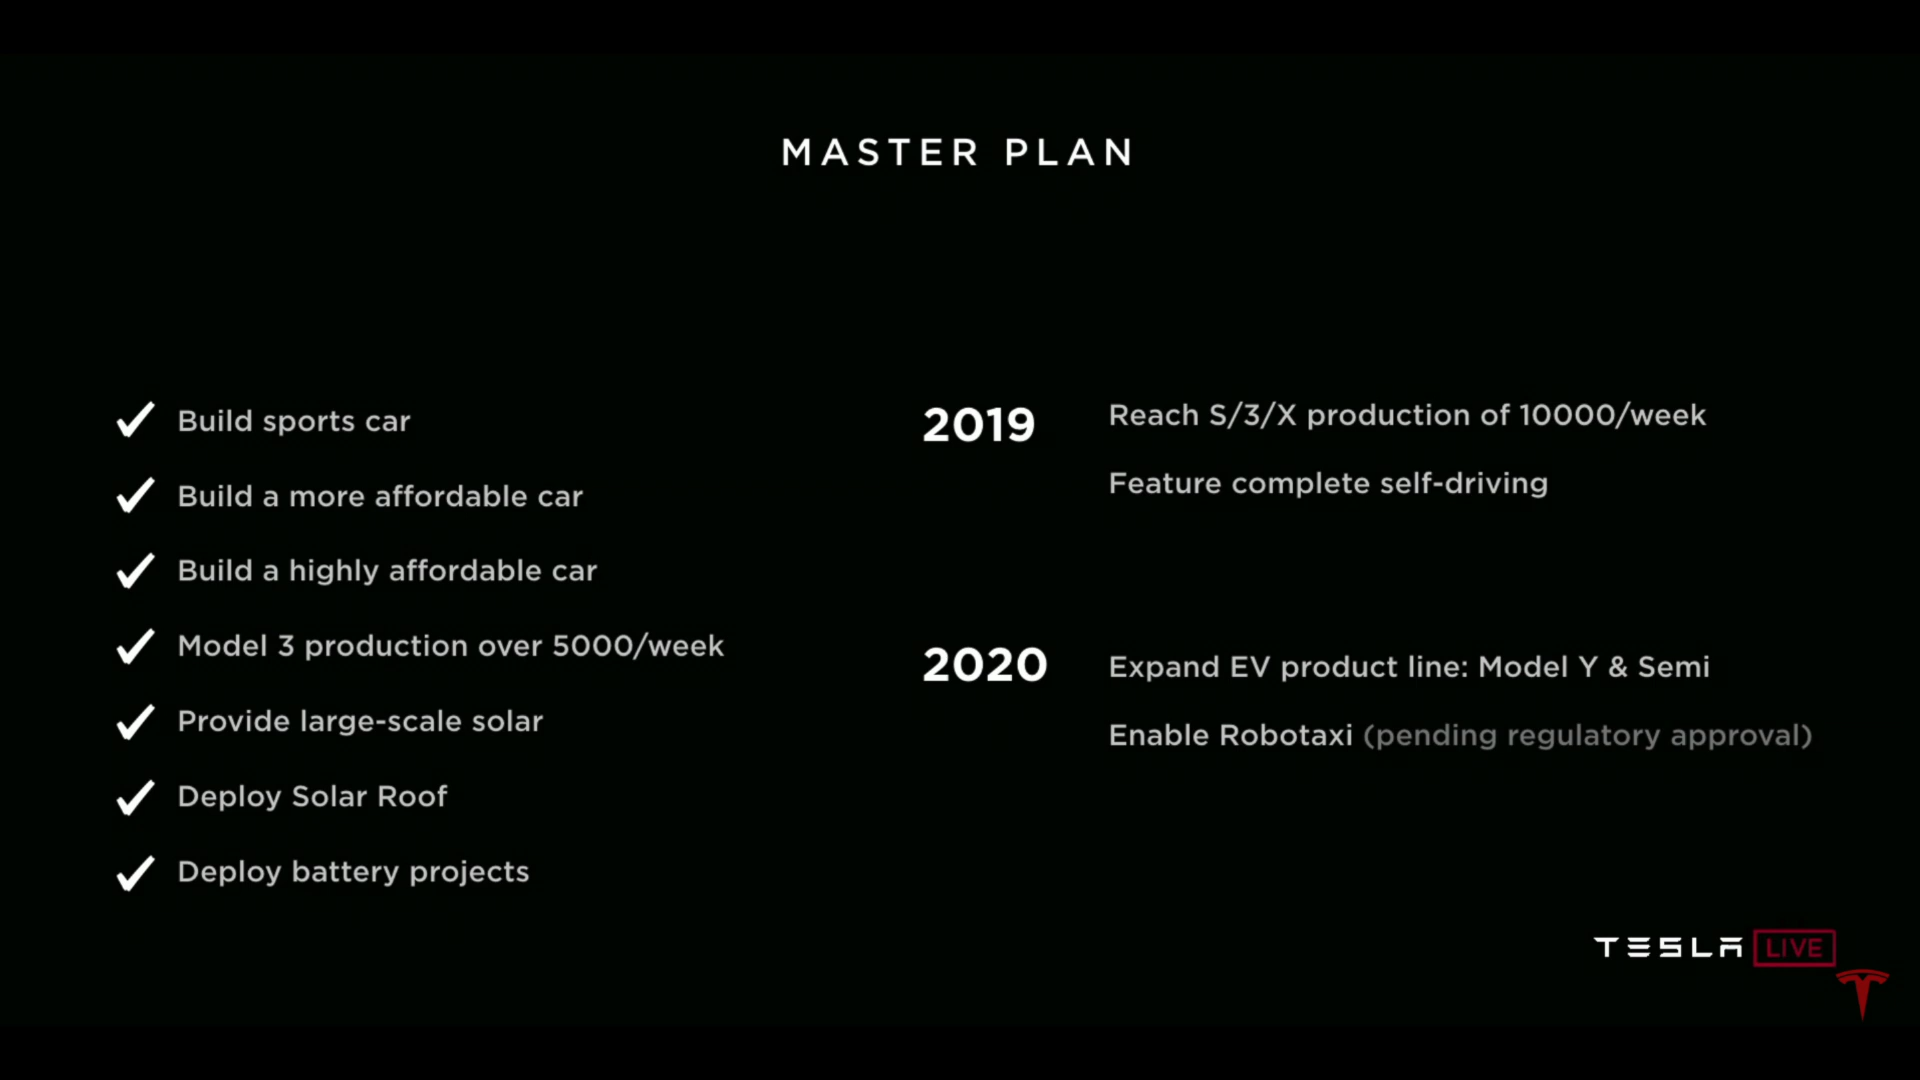 MASTER PLAN
Build sports car
Build a more affordable car
Build a highly affordable car
Model 3 production over 5000/week
Provide large-scale solar
Deploy Solar Roof
Deploy battery projects
2019
Reach S/3/X production of 10000/week
Feature complete self-driving
2020
Expand EV product line: Model Y & Semi
Enable Robotaxi (pending regulatory approval)
TESLA LIVE